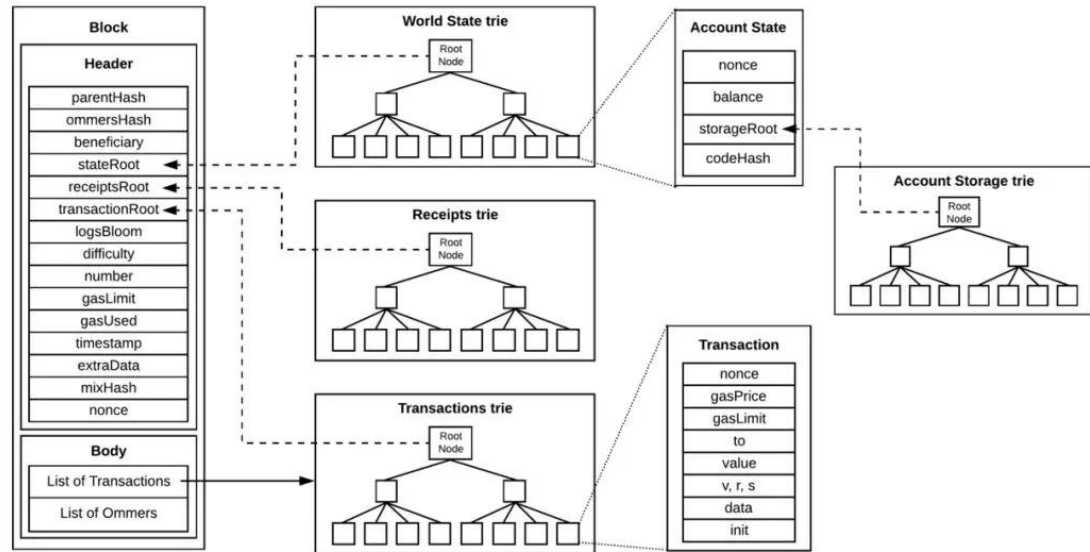 Block
Header
parentHash
ommersHash
beneficiary
stateRoot
receiptsRoot
transactionRoot
logsBloom
difficulty
number
gasLimit
gasUsed
timestamp
extraData
mixHash
nonce
Body
List of Transactions
List of Ommers
World State trie
Root
Node
Receipts trie
Root
Node
Transactions trie
Root
Node
Account State
nonce
balance
storageRoot
codeHash
Account Storage trie
Root
Node
Transaction
nonce
gasPrice
gasLimit
to
value
v, r, s
data
init